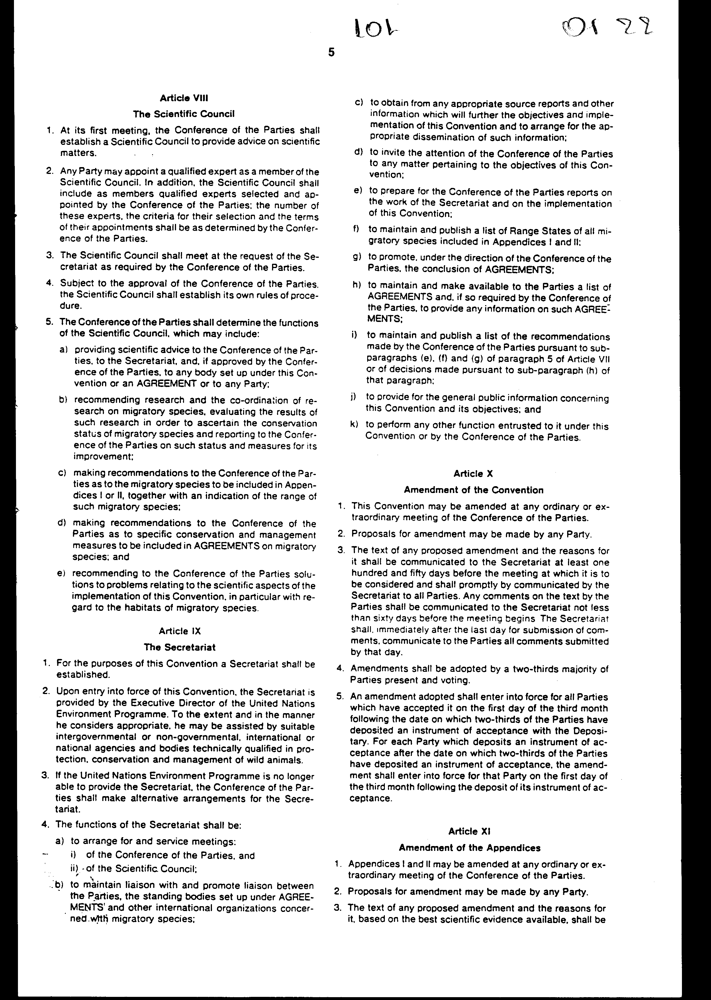 101
5
Article VIII
The Scientific Council
1. At its first meeting, the Conference of the Parties shall
establish a Scientific Council to provide advice on scientific
matters.
2. Any Party may appoint a qualified expert as a member of the
Scientific Council. In addition, the Scientific Council shall
include as members qualified experts selected and ap-
pointed by the Conference of the Parties; the number of
these experts, the criteria for their selection and the terms
of their appointments shall be as determined by the Confer-
ence of the Parties.
3. The Scientific Council shall meet at the request of the Se-
cretariat as required by the Conference of the Parties.
4. Subject to the approval of the Conference of the Parties,
the Scientific Council shall establish its own rules of proce-
dure.
5. The Conference of the Parties shall determine the functions
of the Scientific Council, which may include:
a) providing scientific advice to the Conference of the Par-
ties, to the Secretariat, and, if approved by the Confer-
ence of the Parties, to any body set up under this Con-
vention or an AGREEMENT or to any Party;
b) recommending research and the co-ordination of re-
search on migratory species, evaluating the results of
such research in order to ascertain the conservation
status of migratory species and reporting to the Confer-
ence of the Parties on such status and measures for its
improvement;
c) making recommendations to the Conference of the Par-
ties as to the migratory species to be included in Appen-
dices I or II, together with an indication of the range of
such migratory species;
d) making recommendations to the Conference of the
Parties as to specific conservation and management
measures to be included in AGREEMENTS on migratory
species; and
e) recommending to the Conference of the Parties solu-
tions to problems relating to the scientific aspects of the
implementation of this Convention, in particular with re-
gard to the habitats of migratory species.
Article IX
The Secretariat
1. For the purposes of this Convention a Secretariat shall be
established.
2. Upon entry into force of this Convention, the Secretariat is
provided by the Executive Director of the United Nations
Environment Programme. To the extent and in the manner
he considers appropriate, he may be assisted by suitable
intergovernmental or non-governmental, international or
national agencies and bodies technically qualified in pro-
tection, conservation and management of wild animals.
3. If the United Nations Environment Programme is no longer
able to provide the Secretariat, the Conference of the Par-
ties shall make alternative arrangements for the Secre-
tariat.
4. The functions of the Secretariat shall be:
a) to arrange for and service meetings:
i) of the Conference of the Parties, and
ii) of the Scientific Council;
b) to maintain liaison with and promote liaison between
the Parties, the standing bodies set up under AGREE-
MENTS and other international organizations concer-
ned with migratory species;
c) to obtain from any appropriate source reports and other
information which will further the objectives and imple-
mentation of this Convention and to arrange for the ap-
propriate dissemination of such information;
d) to invite the attention of the Conference of the Parties
to any matter pertaining to the objectives of this Con-
vention;
e) to prepare for the Conference of the Parties reports on
the work of the Secretariat and on the implementation
of this Convention;
f) to maintain and publish a list of Range States of all mi-
gratory species included in Appendices I and II;
g) to promote, under the direction of the Conference of the
Parties, the conclusion of AGREEMENTS;
h) to maintain and make available to the Parties a list of
AGREEMENTS and, if so required by the Conference of
the Parties, to provide any information on such AGREE-
MENTS;
i) to maintain and publish a list of the recommendations
made by the Conference of the Parties pursuant to sub-
paragraphs (e), (f) and (g) of paragraph 5 of Article VII
or of decisions made pursuant to sub-paragraph (h) of
that paragraph;
j) to provide for the general public information concerning
this Convention and its objectives; and
k) to perform any other function entrusted to it under this
Convention or by the Conference of the Parties.
Article X
Amendment of the Convention
1. This Convention may be amended at any ordinary or ex-
traordinary meeting of the Conference of the Parties.
2. Proposals for amendment may be made by any Party.
3. The text of any proposed amendment and the reasons for
it shall be communicated to the Secretariat at least one
hundred and fifty days before the meeting at which it is to
be considered and shall promptly by communicated by the
Secretariat to all Parties. Any comments on the text by the
Parties shall be communicated to the Secretariat not less
than sixty days before the meeting begins The Secretariat
shall, immediately after the last day for submission of com-
ments, communicate to the Parties all comments submitted
by that day.
4. Amendments shall be adopted by a two-thirds majority of
Parties present and voting.
5. An amendment adopted shall enter into force for all Parties
which have accepted it on the first day of the third month
following the date on which two-thirds of the Parties have
deposited an instrument of acceptance with the Deposi-
tary. For each Party which deposits an instrument of ac-
ceptance after the date on which two-thirds of the Parties
have deposited an instrument of acceptance, the amend-
ment shall enter into force for that Party on the first day of
the third month following the deposit of its instrument of ac-
ceptance.
Article XI
Amendment of the Appendices
1. Appendices I and II may be amended at any ordinary or ex-
traordinary meeting of the Conference of the Parties.
2. Proposals for amendment may be made by any Party.
3. The text of any proposed amendment and the reasons for
it, based on the best scientific evidence available, shall be